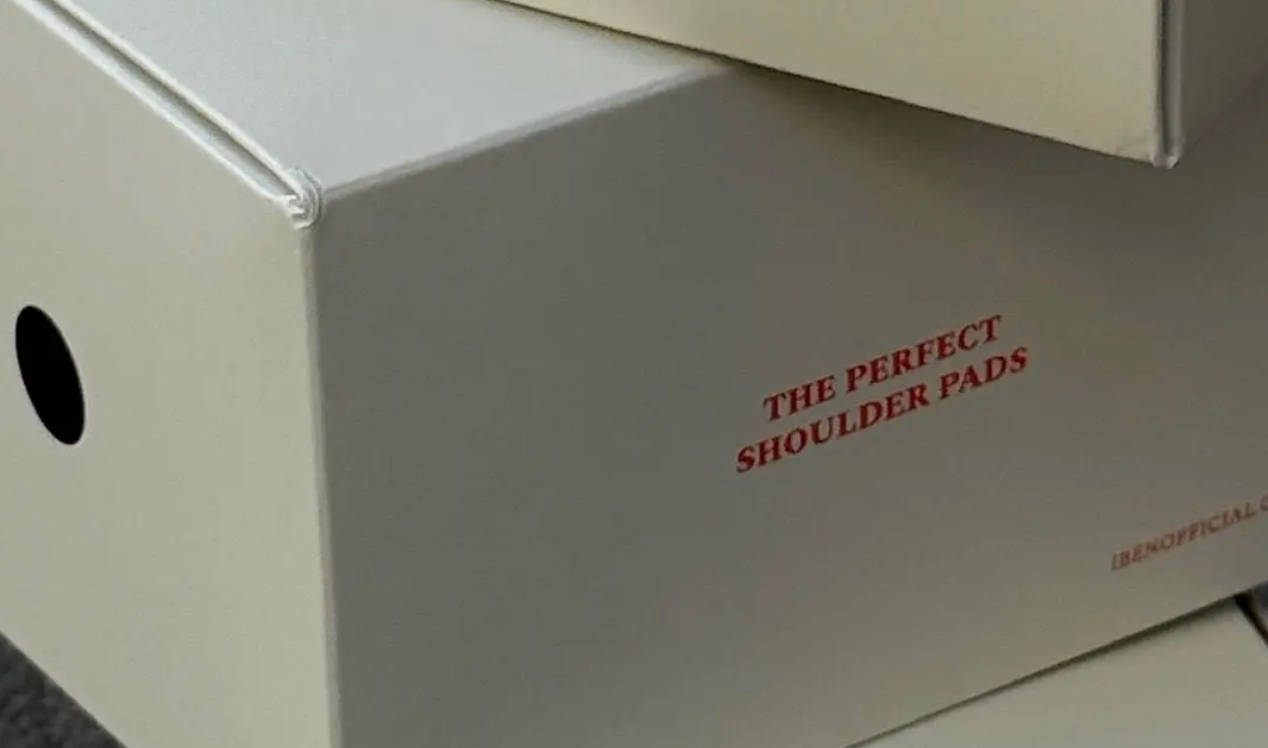 THE PERFECT
SHOULDER PADS
IBENOFFICIAL.C